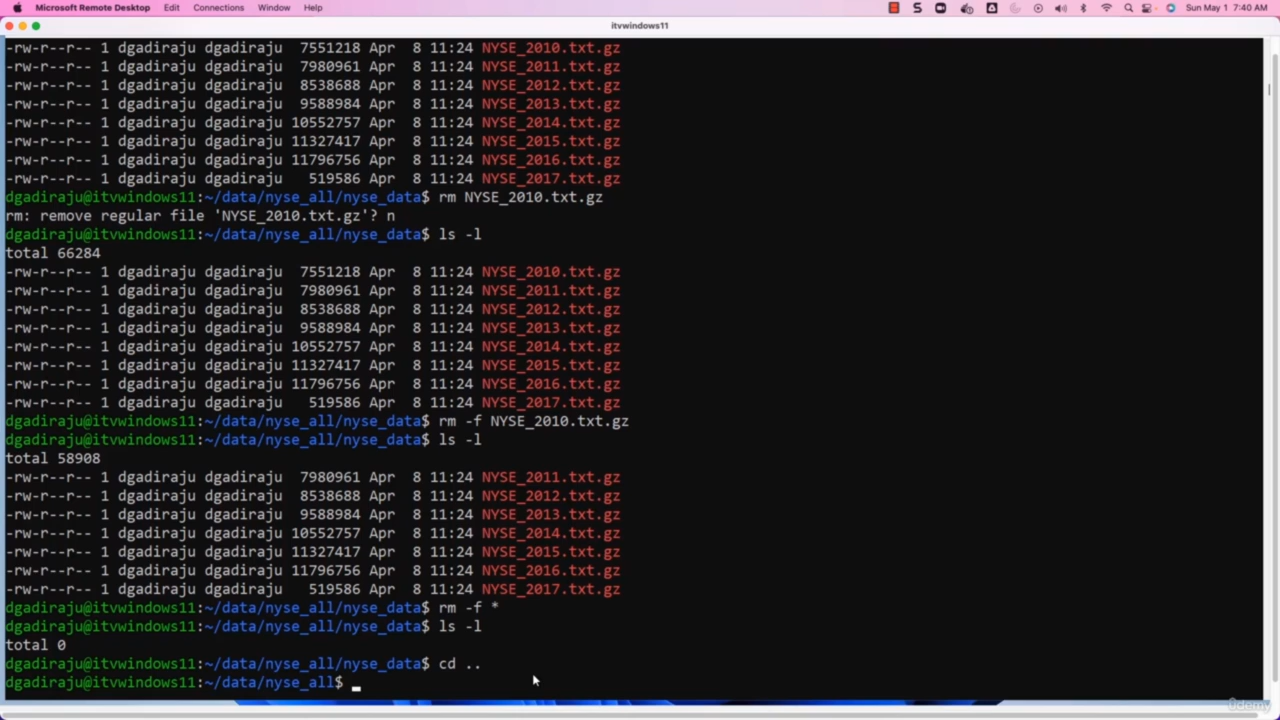 Microsoft Remote Desktop Edit Connections Window Help Sun May 1 7:40 AM
itvwindows11
-rw-r--r-- 1 dgadiraju dgadiraju  7551218 Apr  8 11:24 NYSE_2010.txt.gz
-rw-r--r-- 1 dgadiraju dgadiraju  7980961 Apr  8 11:24 NYSE_2011.txt.gz
-rw-r--r-- 1 dgadiraju dgadiraju  8538688 Apr  8 11:24 NYSE_2012.txt.gz
-rw-r--r-- 1 dgadiraju dgadiraju  9588984 Apr  8 11:24 NYSE_2013.txt.gz
-rw-r--r-- 1 dgadiraju dgadiraju 10552757 Apr  8 11:24 NYSE_2014.txt.gz
-rw-r--r-- 1 dgadiraju dgadiraju 11327417 Apr  8 11:24 NYSE_2015.txt.gz
-rw-r--r-- 1 dgadiraju dgadiraju 11796756 Apr  8 11:24 NYSE_2016.txt.gz
-rw-r--r-- 1 dgadiraju dgadiraju   519586 Apr  8 11:24 NYSE_2017.txt.gz
dgadiraju@itvwindows11:~/data/nyse_all/nyse_data$ rm NYSE_2010.txt.gz
rm: remove regular file 'NYSE_2010.txt.gz'? n
dgadiraju@itvwindows11:~/data/nyse_all/nyse_data$ ls -l
total 66284
-rw-r--r-- 1 dgadiraju dgadiraju  7551218 Apr  8 11:24 NYSE_2010.txt.gz
-rw-r--r-- 1 dgadiraju dgadiraju  7980961 Apr  8 11:24 NYSE_2011.txt.gz
-rw-r--r-- 1 dgadiraju dgadiraju  8538688 Apr  8 11:24 NYSE_2012.txt.gz
-rw-r--r-- 1 dgadiraju dgadiraju  9588984 Apr  8 11:24 NYSE_2013.txt.gz
-rw-r--r-- 1 dgadiraju dgadiraju 10552757 Apr  8 11:24 NYSE_2014.txt.gz
-rw-r--r-- 1 dgadiraju dgadiraju 11327417 Apr  8 11:24 NYSE_2015.txt.gz
-rw-r--r-- 1 dgadiraju dgadiraju 11796756 Apr  8 11:24 NYSE_2016.txt.gz
-rw-r--r-- 1 dgadiraju dgadiraju   519586 Apr  8 11:24 NYSE_2017.txt.gz
dgadiraju@itvwindows11:~/data/nyse_all/nyse_data$ rm -f NYSE_2010.txt.gz
dgadiraju@itvwindows11:~/data/nyse_all/nyse_data$ ls -l
total 58908
-rw-r--r-- 1 dgadiraju dgadiraju  7980961 Apr  8 11:24 NYSE_2011.txt.gz
-rw-r--r-- 1 dgadiraju dgadiraju  8538688 Apr  8 11:24 NYSE_2012.txt.gz
-rw-r--r-- 1 dgadiraju dgadiraju  9588984 Apr  8 11:24 NYSE_2013.txt.gz
-rw-r--r-- 1 dgadiraju dgadiraju 10552757 Apr  8 11:24 NYSE_2014.txt.gz
-rw-r--r-- 1 dgadiraju dgadiraju 11327417 Apr  8 11:24 NYSE_2015.txt.gz
-rw-r--r-- 1 dgadiraju dgadiraju 11796756 Apr  8 11:24 NYSE_2016.txt.gz
-rw-r--r-- 1 dgadiraju dgadiraju   519586 Apr  8 11:24 NYSE_2017.txt.gz
dgadiraju@itvwindows11:~/data/nyse_all/nyse_data$ rm -f *
dgadiraju@itvwindows11:~/data/nyse_all/nyse_data$ ls -l
total 0
dgadiraju@itvwindows11:~/data/nyse_all/nyse_data$ cd ..
dgadiraju@itvwindows11:~/data/nyse_all$
ûdemy